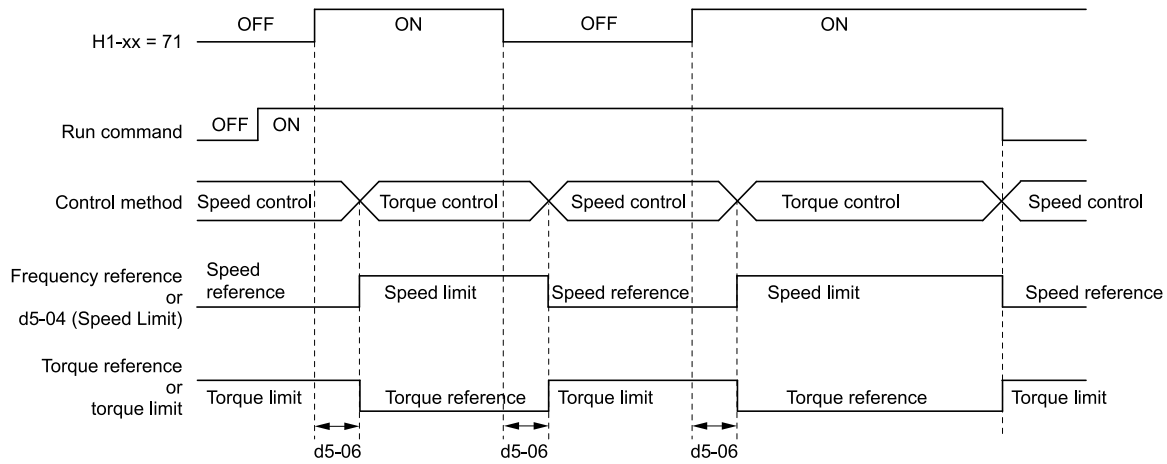 OFF ON OFF ON
H1-xx = 71
Run command OFF ON
Control method Speed control Torque control Speed control Torque control Speed control
Frequency reference
or
d5-04 (Speed Limit)
Speed
reference
Speed limit Speed reference Speed limit Speed reference
Torque reference
or
torque limit
Torque limit Torque reference Torque limit Torque reference Torque limit
d5-06 d5-06 d5-06